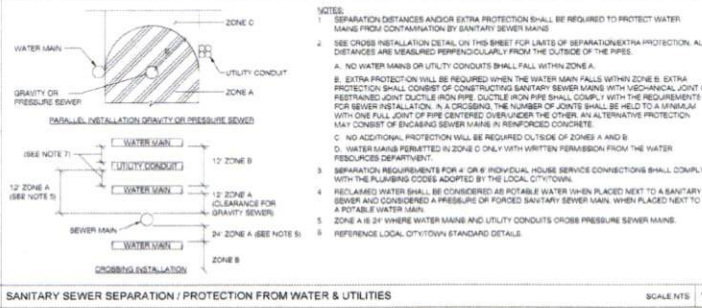 ZONE C
WATER MAIN
UTILITY CONDUIT
GRAVITY OR
PRESSURE SEWER
ZONE A
PARALLEL INSTALLATION GRAVITY OR PRESSURE SEWER
WATER MAIN
(SEE NOTE 7)
12" ZONE B
UTILITY CONDUIT
12" ZONE A
(SEE NOTE 5)
WATER MAIN
12" ZONE A
(CLEARANCE FOR
GRAVITY SEWER)
SEWER MAIN
24" ZONE A (SEE NOTE 5)
WATER MAIN
ZONE B
CROSSING INSTALLATION
NOTES:
1 SEPARATION DISTANCES AND/OR EXTRA PROTECTION SHALL BE REQUIRED TO PROTECT WATER
MAINS FROM CONTAMINATION BY SANITARY SEWER MAINS
2. SEE CROSS INSTALLATION DETAIL ON THIS SHEET FOR LIMITS OF SEPARATION/EXTRA PROTECTION. AL
DISTANCES ARE MEASURED PERPENDICULARLY FROM THE OUTSIDE OF THE PIPES.
A. NO WATER MAINS OR UTILITY CONDUITS SHALL FALL WITHIN ZONE A.
B. EXTRA PROTECTION WILL BE REQUIRED WHEN THE WATER MAIN FALLS WITHIN ZONE B. EXTRA
PROTECTION SHALL CONSIST OF CONSTRUCTING SANITARY SEWER MAINS WITH MECHANICAL JOINT
RESTRAINED JOINT DUCTILE IRON PIPE. DUCTILE IRON PIPE SHALL COMPLY WITH THE REQUIREMENTS
FOR SEWER INSTALLATION. IN A CROSSING, THE NUMBER OF JOINTS SHALL BE HELD TO A MINIMUM
WITH ONE FULL JOINT OF PIPE CENTERED OVER/UNDER THE OTHER. AN ALTERNATIVE PROTECTION
MAY CONSIST OF ENCASING SEWER MAINS IN REINFORCED CONCRETE.
C NO ADDITIONAL PROTECTION WILL BE REQUIRED OUTSIDE OF ZONES A AND B
D. WATER MAINS PERMITTED IN ZONE C ONLY WITH WRITTEN PERMISSION FROM THE WATER
RESOURCES DEPARTMENT.
3 SEPARATION REQUIREMENTS FOR 4" OR 6" INDIVIDUAL HOUSE SERVICE CONNECTIONS SHALL COMPLY
WITH THE PLUMBING CODES ADOPTED BY THE LOCAL CITY/TOWN.
4 RECLAIMED WATER SHALL BE CONSIDERED AS POTABLE WATER WHEN PLACED NEXT TO A SANITARY
SEWER AND CONSIDERED A PRESSURE OR FORCED SANITARY SEWER MAIN, WHEN PLACED NEXT TO
A POTABLE WATER MAIN.
5 ZONE A IS 24" WHERE WATER MAINS AND UTILITY CONDUITS CROSS PRESSURE SEWER MAINS.
6 REFERENCE LOCAL CITY/TOWN STANDARD DETAILS.
SANITARY SEWER SEPARATION / PROTECTION FROM WATER & UTILITIES
SCALE:NTS